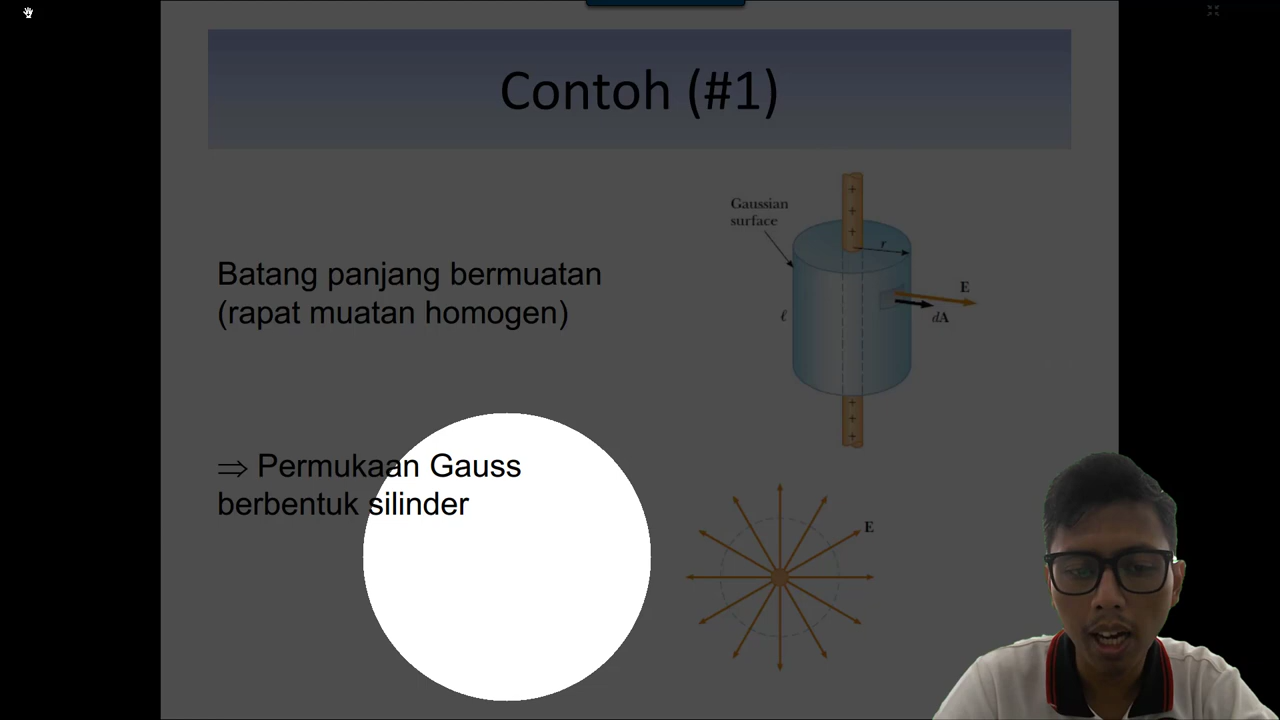 Contoh (#1)
Batang panjang bermuatan
(rapat muatan homogen)
⇒ Permukaan Gauss
berbentuk silinder
Gaussian
surface
+
+
+
r
E
dA
ℓ
+
+
+
E